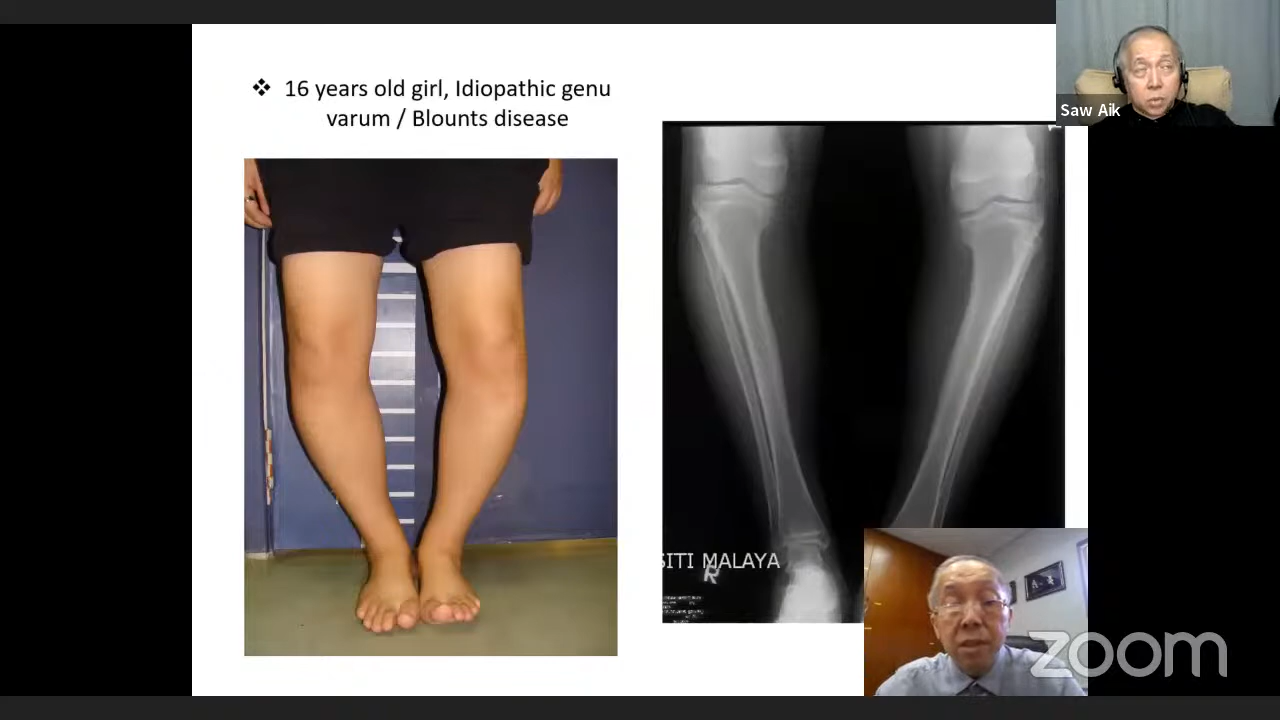 ❖ 16 years old girl, Idiopathic genu
varum / Blounts disease
Saw Aik
SITI MALAYA
R
zoom